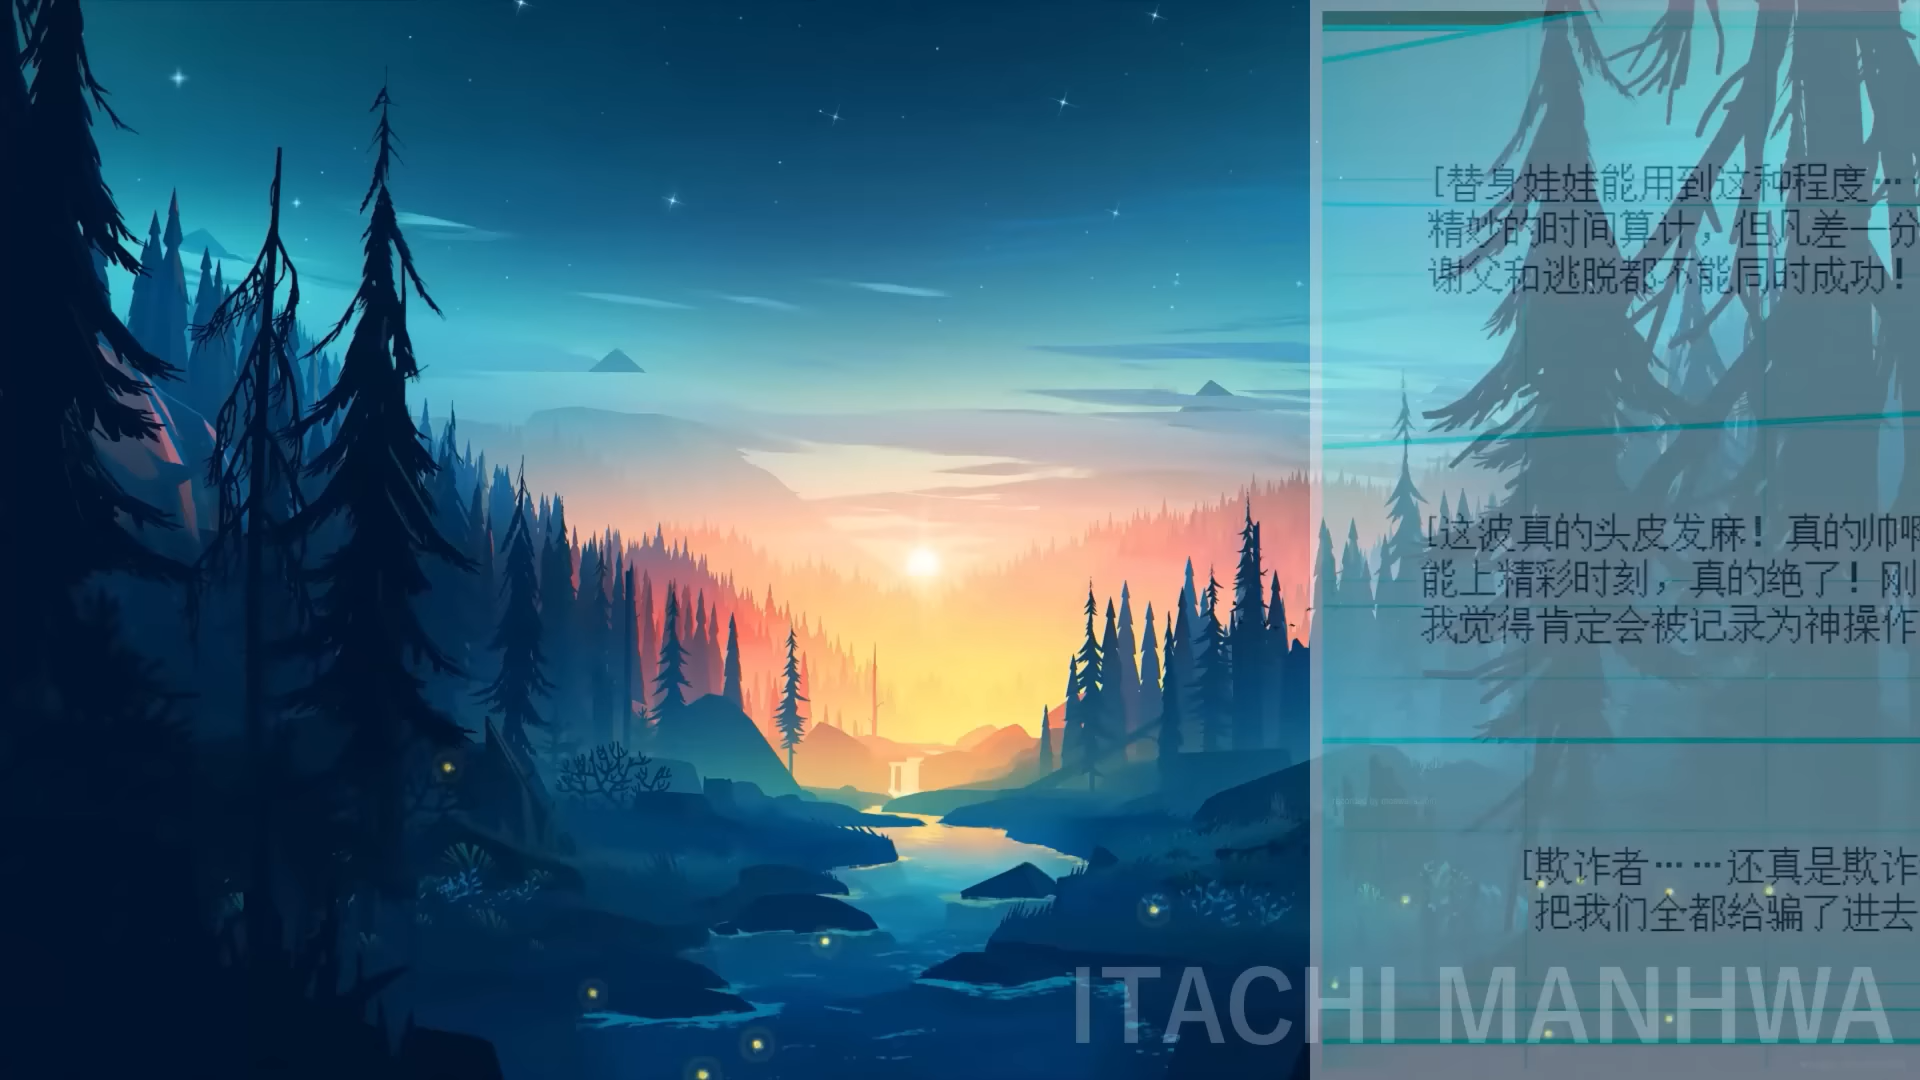 [替身娃娃能用到这种程度……
精妙的时间算计，但凡差一分
谢父和逃脱都不能同时成功！
[这波真的头皮发麻！真的帅啊
能上精彩时刻，真的绝了！刚
我觉得肯定会被记录为神操作
[欺诈者……还真是欺诈
把我们全都给骗了进去
ITACHI MANHWA